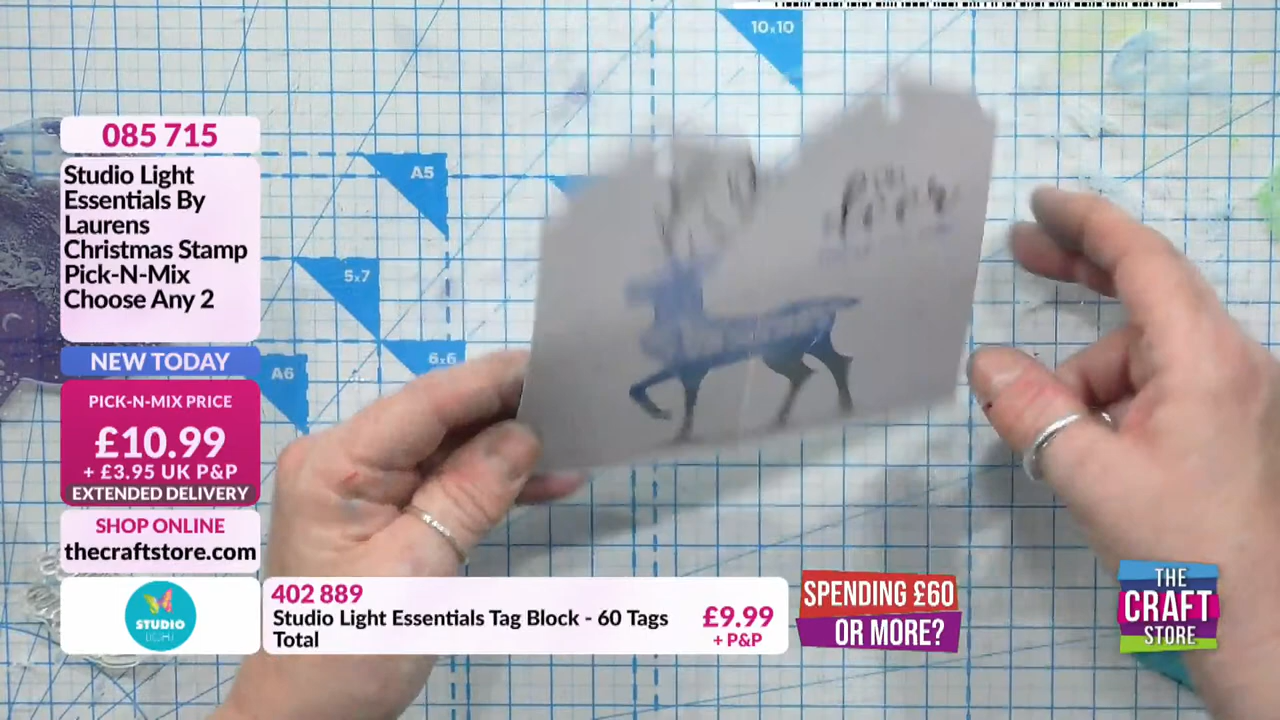 10x10
A5
5x7
6x6
A6
085 715
Studio Light
Essentials By
Laurens
Christmas Stamp
Pick-N-Mix
Choose Any 2
NEW TODAY
PICK-N-MIX PRICE
£10.99
+ £3.95 UK P&P
EXTENDED DELIVERY
SHOP ONLINE
thecraftstore.com
STUDIO
LIGHT
402 889
Studio Light Essentials Tag Block - 60 Tags
Total
£9.99
+ P&P
SPENDING £60
OR MORE?
THE
CRAFT
STORE